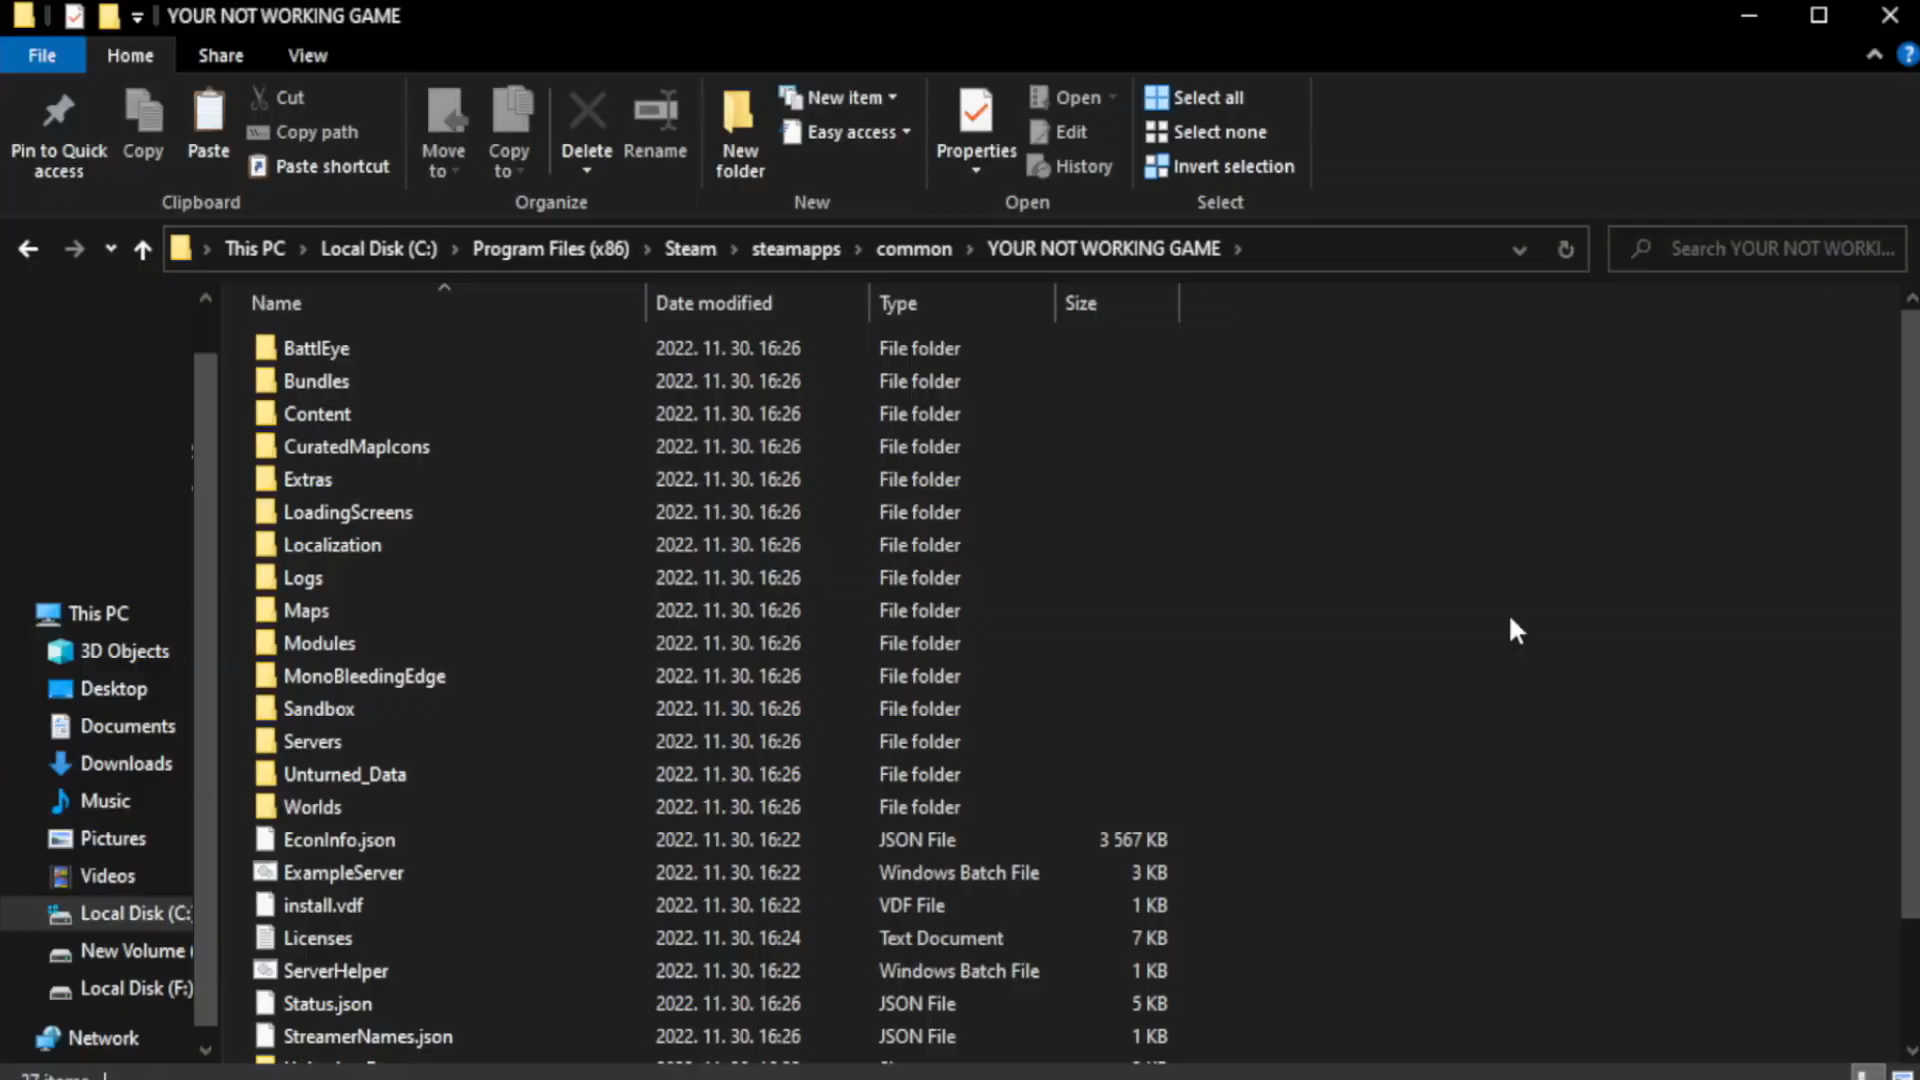 YOUR NOT WORKING GAME
File Home Share View
Pin to Quick access
Copy
Paste
Cut
Copy path
Paste shortcut
Clipboard
Move to
Copy to
Delete
Rename
Organize
New folder
New item
Easy access
New
Properties
Open
Edit
History
Open
Select all
Select none
Invert selection
Select
This PC > Local Disk (C:) > Program Files (x86) > Steam > steamapps > common > YOUR NOT WORKING GAME >
Search YOUR NOT WORKI...
Name Date modified Type Size
BattlEye 2022. 11. 30. 16:26 File folder
Bundles 2022. 11. 30. 16:26 File folder
Content 2022. 11. 30. 16:26 File folder
CuratedMapIcons 2022. 11. 30. 16:26 File folder
Extras 2022. 11. 30. 16:26 File folder
LoadingScreens 2022. 11. 30. 16:26 File folder
Localization 2022. 11. 30. 16:26 File folder
Logs 2022. 11. 30. 16:26 File folder
Maps 2022. 11. 30. 16:26 File folder
Modules 2022. 11. 30. 16:26 File folder
MonoBleedingEdge 2022. 11. 30. 16:26 File folder
Sandbox 2022. 11. 30. 16:26 File folder
Servers 2022. 11. 30. 16:26 File folder
Unturned_Data 2022. 11. 30. 16:26 File folder
Worlds 2022. 11. 30. 16:26 File folder
EconInfo.json 2022. 11. 30. 16:22 JSON File 3 567 KB
ExampleServer 2022. 11. 30. 16:22 Windows Batch File 3 KB
install.vdf 2022. 11. 30. 16:22 VDF File 1 KB
Licenses 2022. 11. 30. 16:24 Text Document 7 KB
ServerHelper 2022. 11. 30. 16:22 Windows Batch File 1 KB
Status.json 2022. 11. 30. 16:26 JSON File 5 KB
StreamerNames.json 2022. 11. 30. 16:26 JSON File 1 KB
This PC
3D Objects
Desktop
Documents
Downloads
Music
Pictures
Videos
Local Disk (C:
New Volume (
Local Disk (F:)
Network